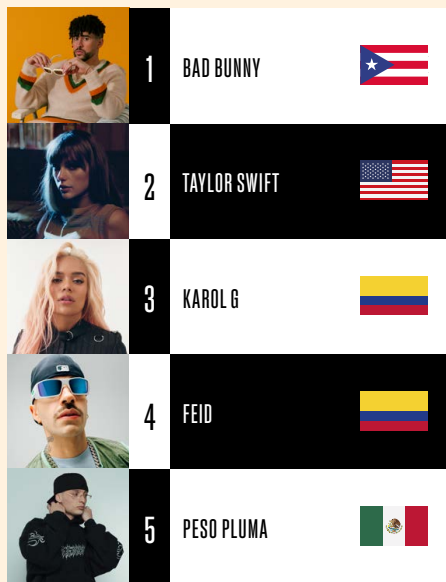 1 BAD BUNNY
2 TAYLOR SWIFT
3 KAROL G
4 FEID
5 PESO PLUMA